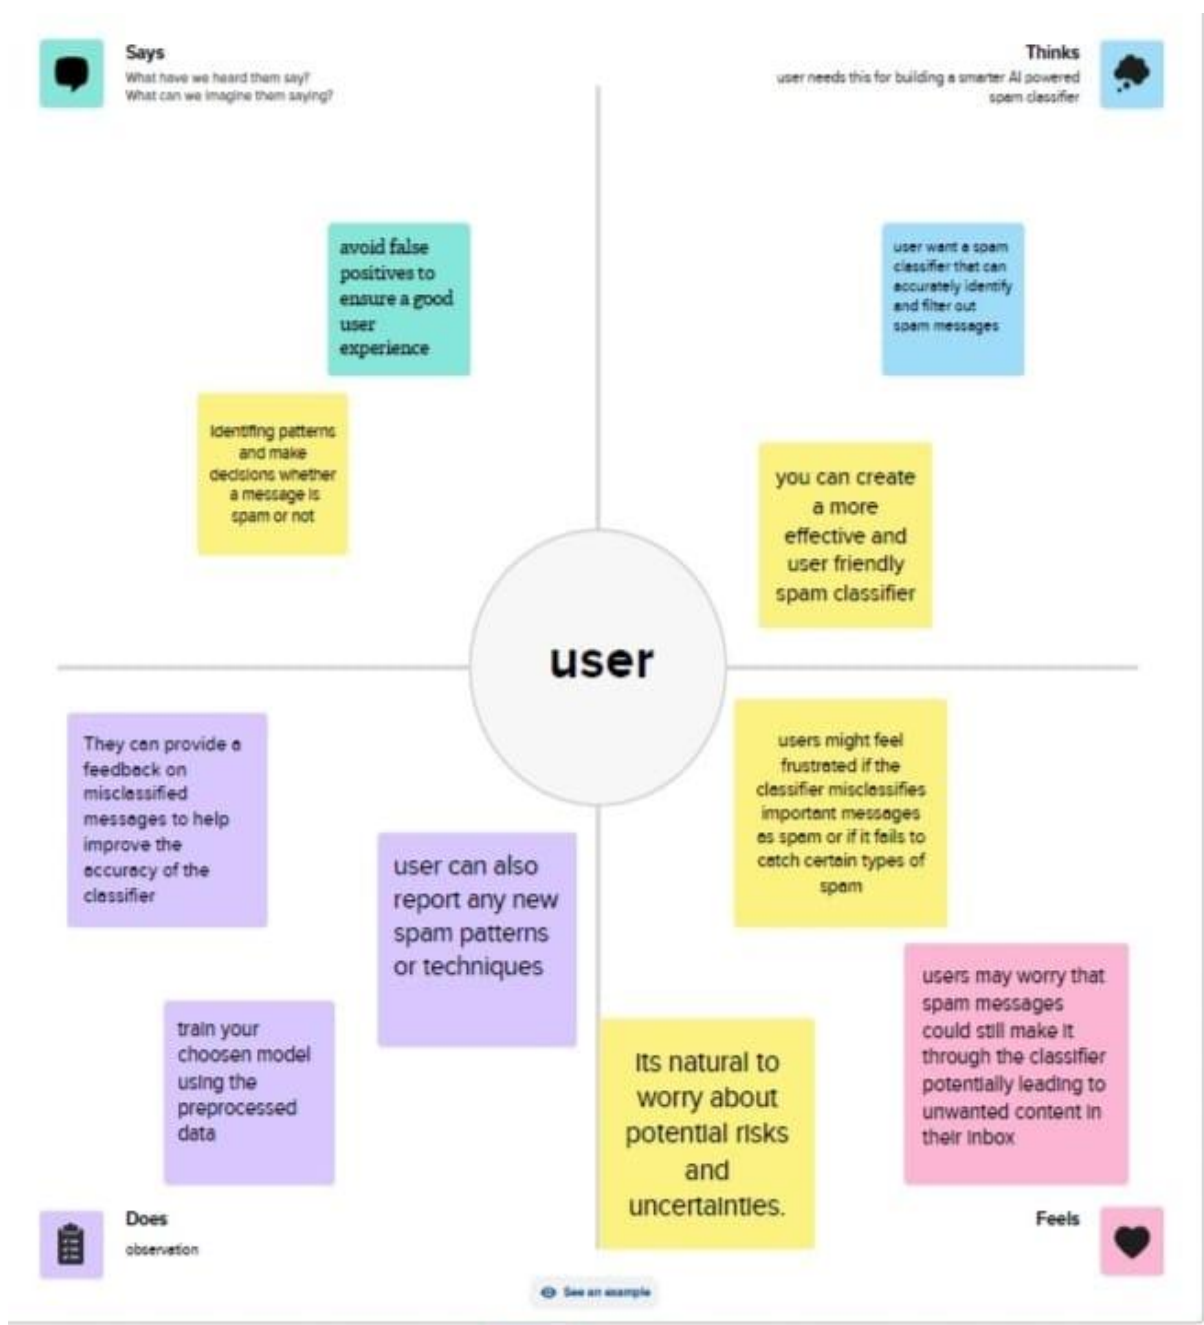 Says
What have we heard them say?
What can we imagine them saying?
Thinks
user needs this for building a smarter AI powered
spam classifier
avoid false
positives to
ensure a good
user
experience
user want a spam
classifier that can
accurately identify
and filter out
spam messages
Identifing patterns
and make
decisions whether
a message is
spam or not
you can create
a more
effective and
user friendly
spam classifier
user
They can provide a
feedback on
misclassified
messages to help
improve the
accuracy of the
classifier
users might feel
frustrated if the
classifier misclassifies
important messages
as spam or if it fails to
catch certain types of
spam
user can also
report any new
spam patterns
or techniques
users may worry that
spam messages
could still make it
through the classifier
potentially leading to
unwanted content in
their inbox
train your
choosen model
using the
preprocessed
data
Its natural to
worry about
potential risks
and
uncertainties.
Does
observation
Feels
See an example